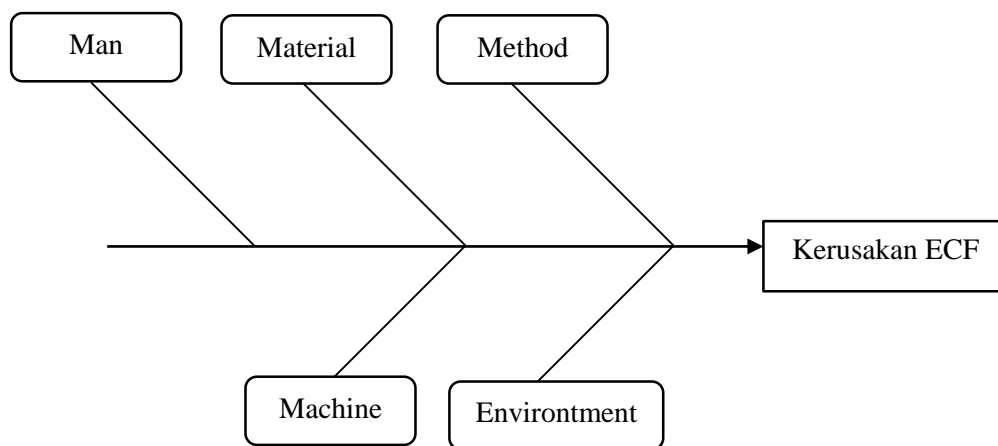 Man
Material
Method
Kerusakan ECF
Machine
Environtment